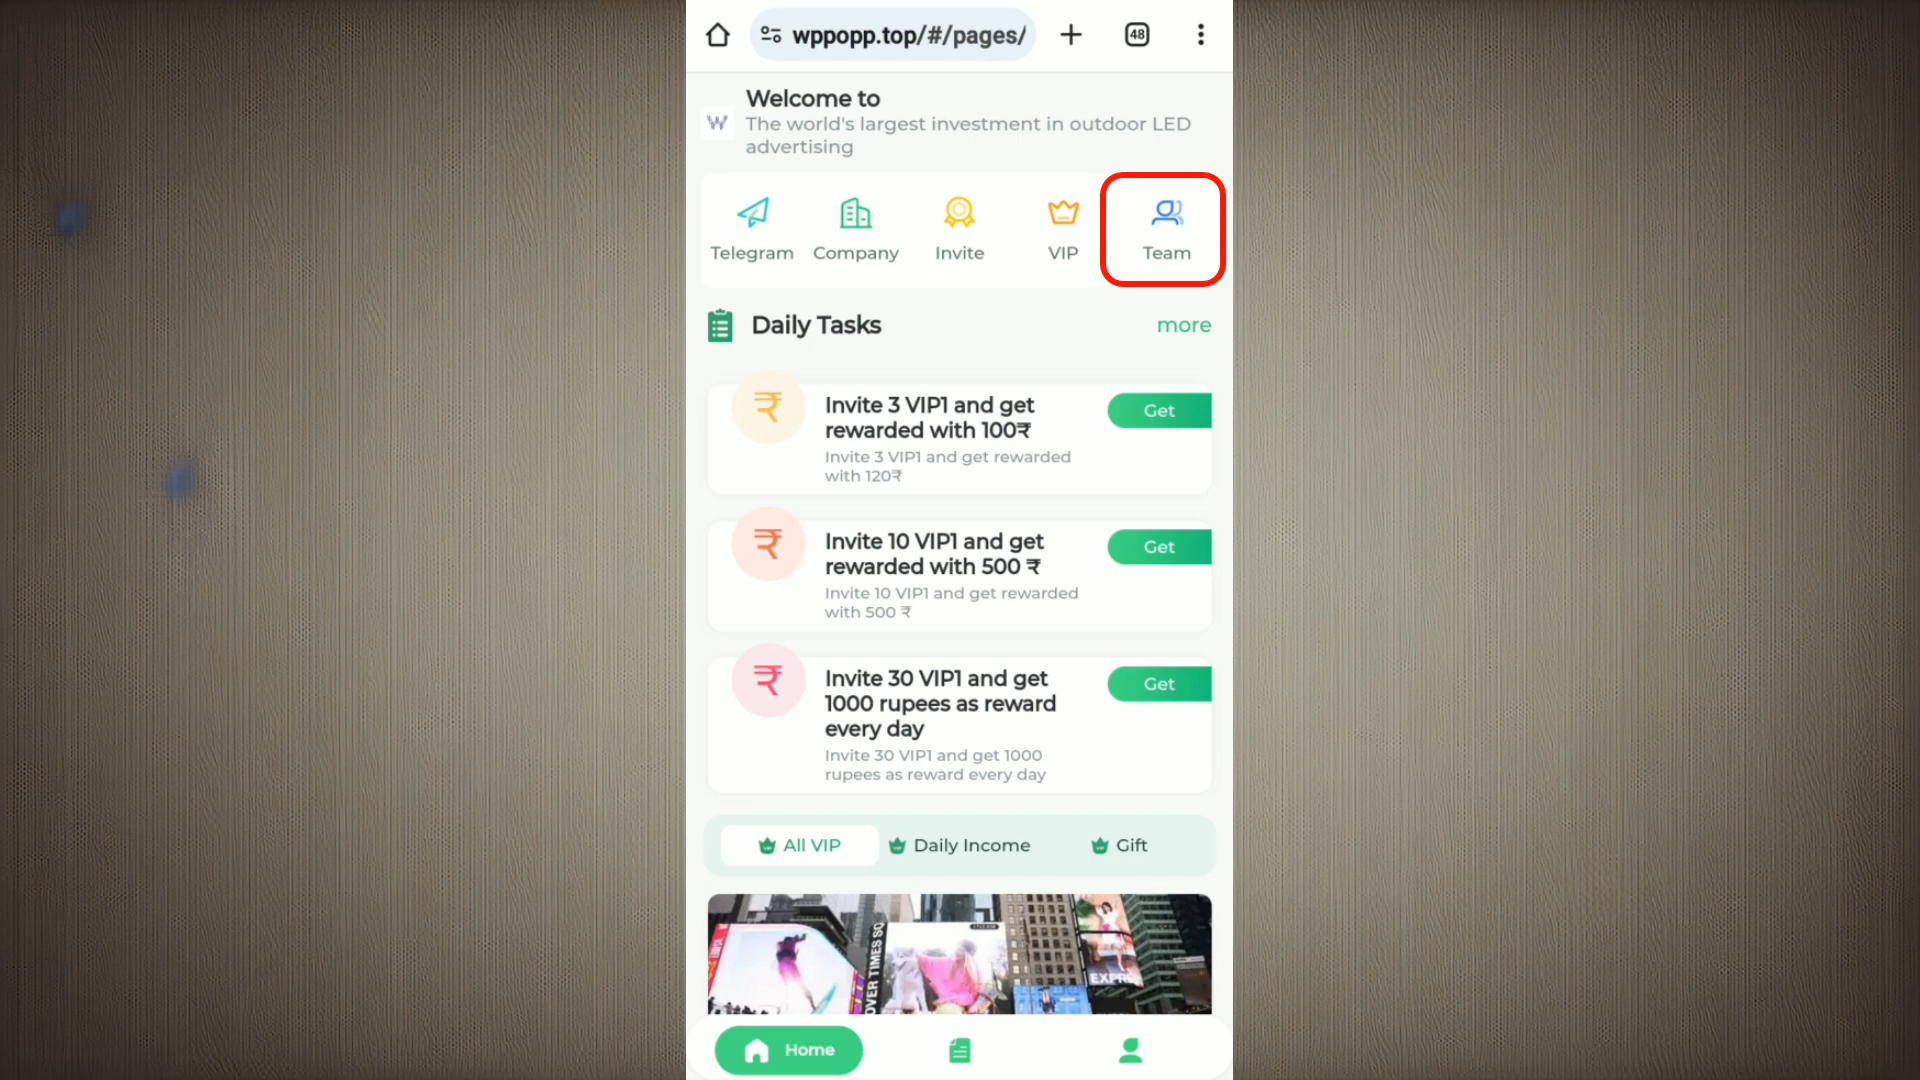 wppopp.top/#/pages/
48
Welcome to
W
The world's largest investment in outdoor LED
advertising
Telegram
Company
Invite
VIP
Team
Daily Tasks
more
Invite 3 VIP1 and get
rewarded with 100₹
Get
Invite 3 VIP1 and get rewarded
with 120₹
Invite 10 VIP1 and get
rewarded with 500 ₹
Get
Invite 10 VIP1 and get rewarded
with 500 ₹
Invite 30 VIP1 and get
1000 rupees as reward
every day
Get
Invite 30 VIP1 and get 1000
rupees as reward every day
All VIP
Daily Income
Gift
OVER TIMES SQ
EXPR
Home